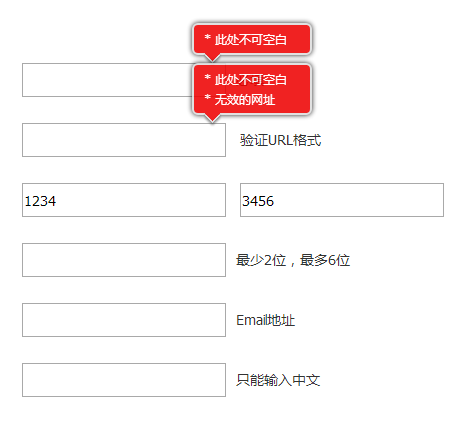 * 此处不可空白
* 此处不可空白
* 无效的网址
验证URL格式
1234 3456
最少2位，最多6位
Email地址
只能输入中文